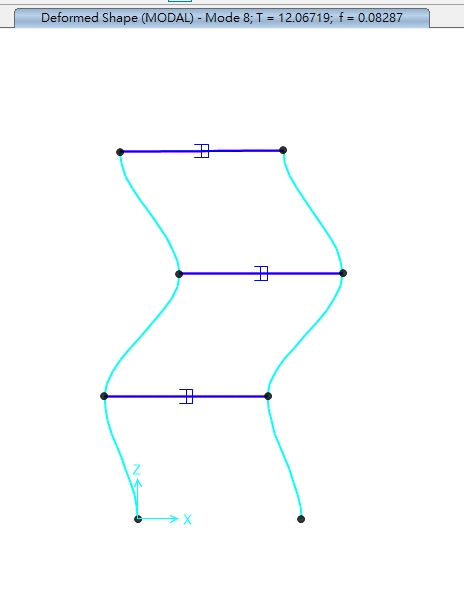 Deformed Shape (MODAL) - Mode 8; T = 12.06719;  f = 0.08287
Z
X